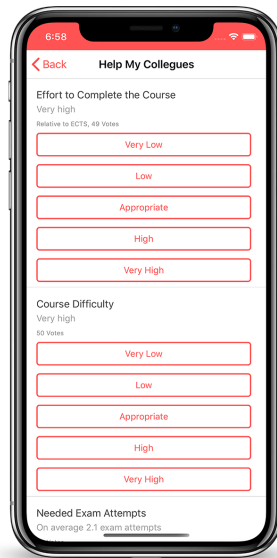 6:58
Back
Help My Collegues
Effort to Complete the Course
Very high
Relative to ECTS, 49 Votes
Very Low
Low
Appropriate
High
Very High
Course Difficulty
Very high
50 Votes
Very Low
Low
Appropriate
High
Very High
Needed Exam Attempts
On average 2.1 exam attempts